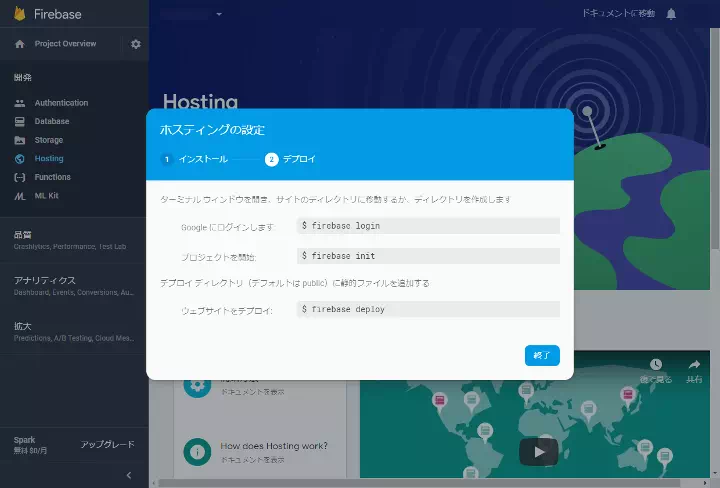 Firebase
ドキュメントに移動
Project Overview
開発
Authentication
Database
Storage
Hosting
Functions
ML Kit
品質
Crashlytics, Performance, Test Lab
アナリティクス
Dashboard, Events, Conversions, Au...
拡大
Predictions, A/B Testing, Cloud Mes...
Spark
無料 $0/月
アップグレード
Hosting
ホスティングの設定
1 インストール
2 デプロイ
ターミナル ウィンドウを開き、サイトのディレクトリに移動するか、ディレクトリを作成します
Google にログインします:
$ firebase login
プロジェクトを開始:
$ firebase init
デプロイ ディレクトリ（デフォルトは public）に静的ファイルを追加する
ウェブサイトをデプロイ:
$ firebase deploy
終了
ドキュメントを表示
How does Hosting work?
ドキュメントを表示
後で見る
共有